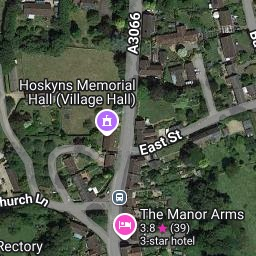 A3066
Hoskyns Memorial
Hall (Village Hall)
East St
hurch Ln
The Manor Arms
3.8 ★ (39)
3-star hotel
Rectory